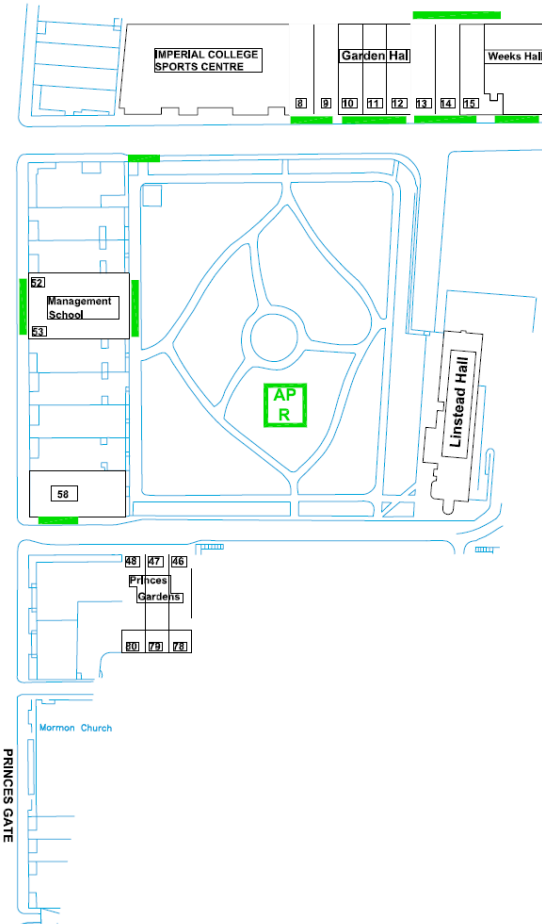 IMPERIAL COLLEGE
SPORTS CENTRE
Garden Hal
Weeks Hall
8
9
10
11
12
13
14
15
52
Management
School
53
AP
R
Linstead Hall
58
48
47
46
Princes
Gardens
80
79
78
Mormon Church
PRINCES GATE